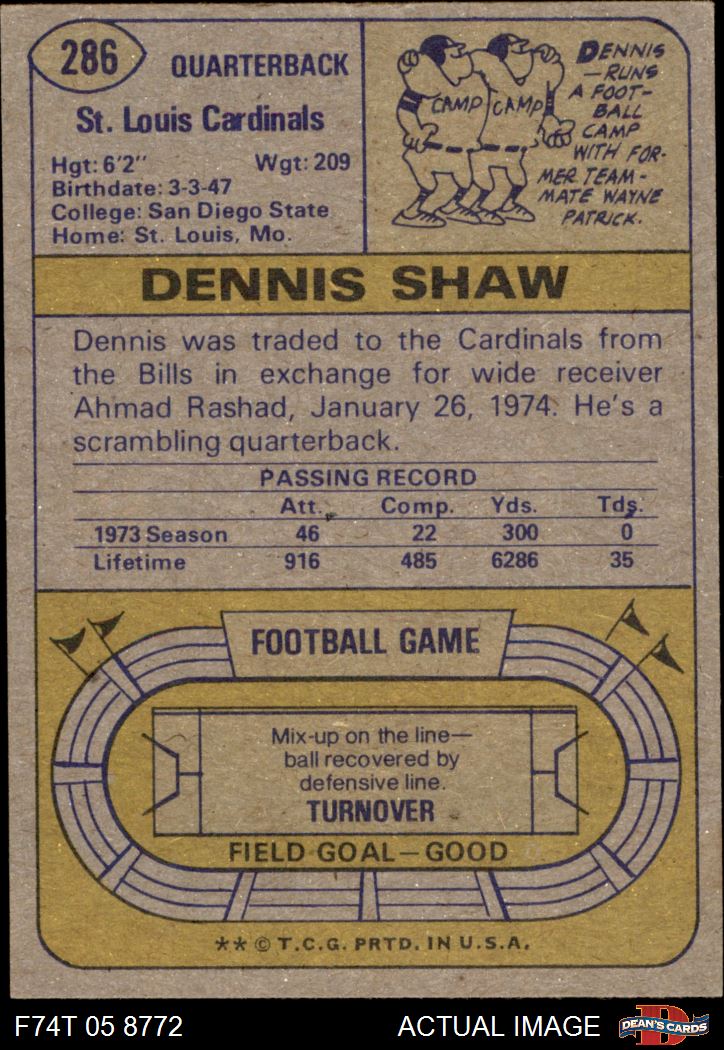 286
QUARTERBACK
St. Louis Cardinals
Hgt: 6'2" Wgt: 209
Birthdate: 3-3-47
College: San Diego State
Home: St. Louis, Mo.
CAMP CAMP
DENNIS
—RUNS
A FOOT-
BALL
CAMP
WITH FOR-
MER TEAM-
MATE WAYNE
PATRICK.
DENNIS SHAW
Dennis was traded to the Cardinals from
the Bills in exchange for wide receiver
Ahmad Rashad, January 26, 1974. He's a
scrambling quarterback.
PASSING RECORD
Att. Comp. Yds. Tds.
1973 Season 46 22 300 0
Lifetime 916 485 6286 35
FOOTBALL GAME
Mix-up on the line—
ball recovered by
defensive line.
TURNOVER
FIELD GOAL—GOOD
** © T.C.G. PRTD. IN U.S.A.
F74T 05 8772 ACTUAL IMAGE
D
DEAN'S CARDS